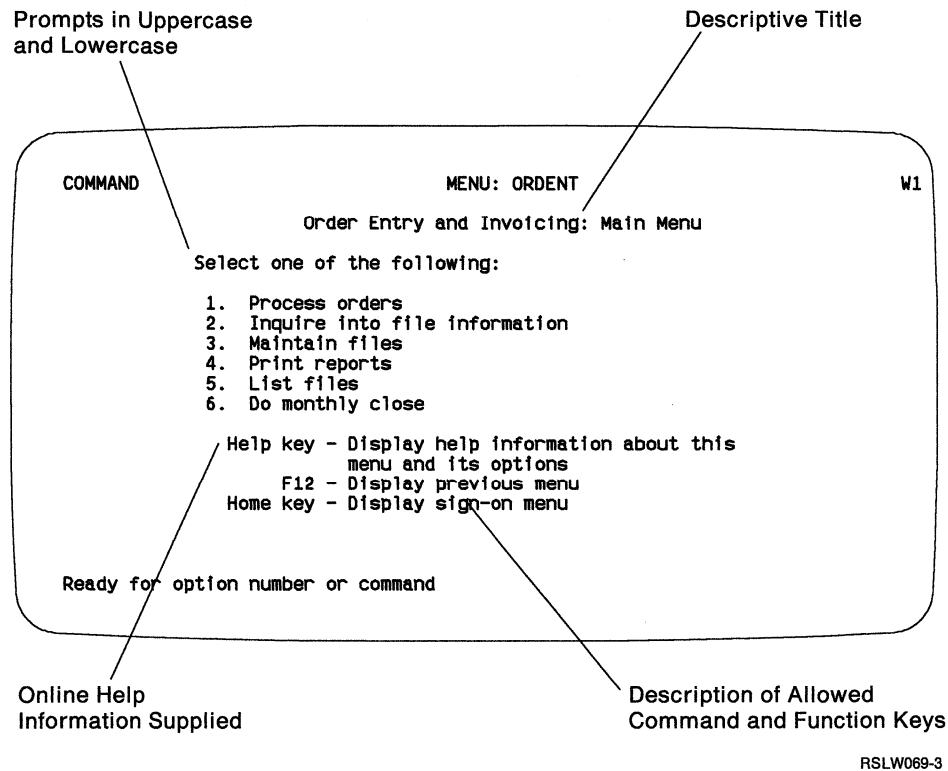 Prompts in Uppercase
and Lowercase
Descriptive Title
COMMAND MENU: ORDENT W1
Order Entry and Invoicing: Main Menu
Select one of the following:
1. Process orders
2. Inquire into file information
3. Maintain files
4. Print reports
5. List files
6. Do monthly close
Help key - Display help information about this
menu and its options
F12 - Display previous menu
Home key - Display sign-on menu
Ready for option number or command
Online Help
Information Supplied
Description of Allowed
Command and Function Keys
RSLW069-3